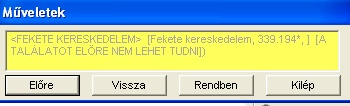 Műveletek
<FEKETE KERESKEDELEM> [Fekete kereskedelem, 339.194*, ] [A
TALÁLATOT ELŐRE NEM LEHET TUDNI])
Előre Vissza Rendben Kilép